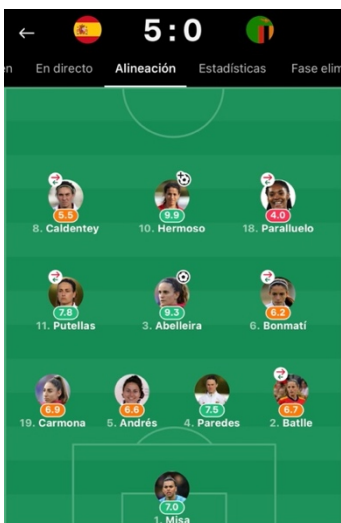 5:0
en En directo Alineación Estadísticas Fase elim
5.5 9.9 4.0
8. Caldentey 10. Hermoso 18. Paralluelo
7.8 9.3 6.2
11. Putellas 3. Abelleira 6. Bonmatí
6.9 6.6 7.5 6.7
19. Carmona 5. Andrés 4. Paredes 2. Batlle
7.0
1. Misa